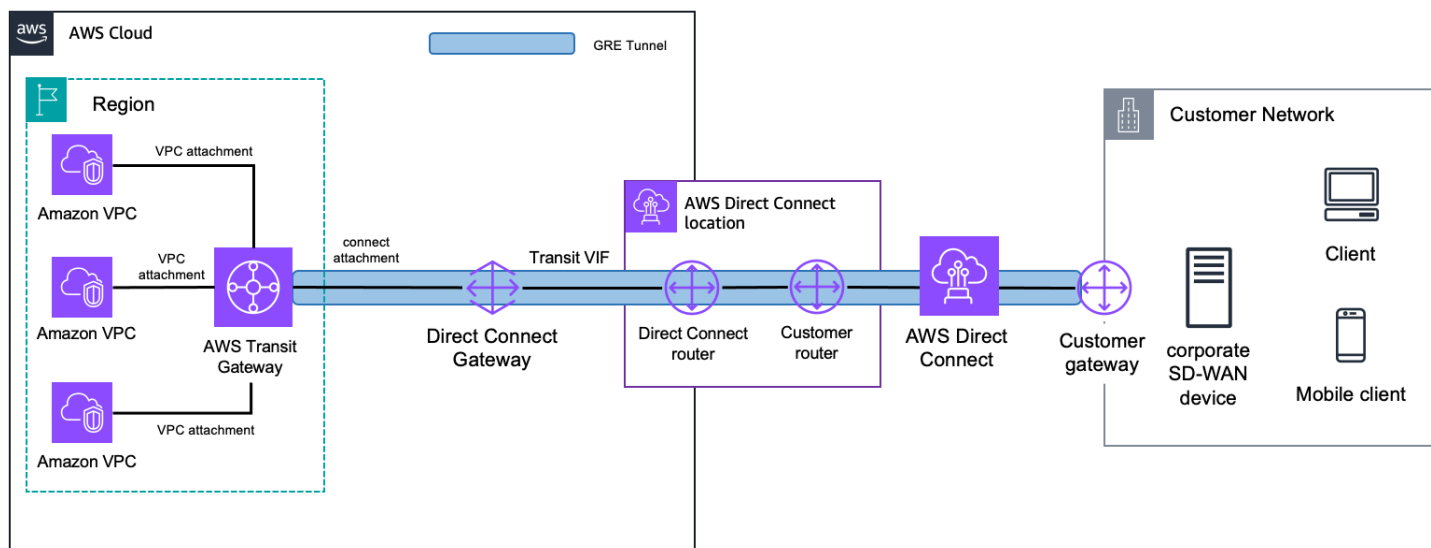 aws
AWS Cloud
GRE Tunnel
Region
VPC attachment
Amazon VPC
VPC
attachment
Amazon VPC
AWS Transit
Gateway
VPC attachment
Amazon VPC
connect
attachment
Direct Connect
Gateway
Transit VIF
AWS Direct Connect
location
Direct Connect
router
Customer
router
AWS Direct
Connect
Customer
gateway
Customer Network
corporate
SD-WAN
device
Client
Mobile client